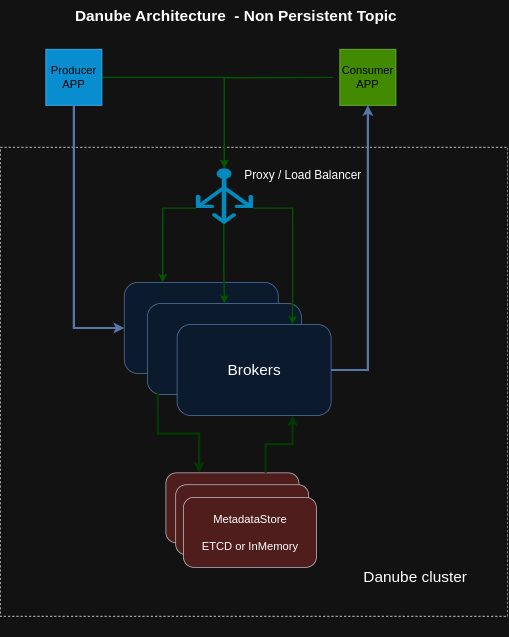 Danube Architecture - Non Persistent Topic
Producer
APP
Consumer
APP
Proxy / Load Balancer
Brokers
MetadataStore
ETCD or InMemory
Danube cluster